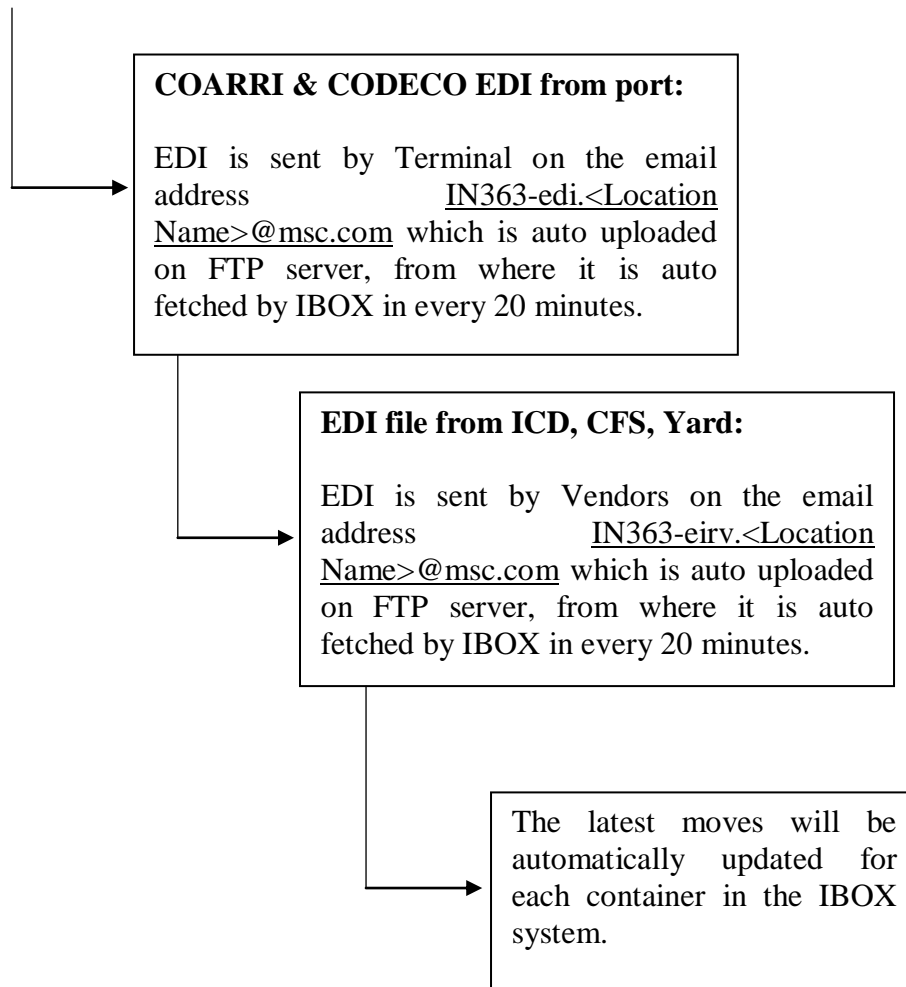 COARRI & CODECO EDI from port:
EDI is sent by Terminal on the email
address IN363-edi.<Location
Name>@msc.com which is auto uploaded
on FTP server, from where it is auto
fetched by IBOX in every 20 minutes.
EDI file from ICD, CFS, Yard:
EDI is sent by Vendors on the email
address IN363-eirv.<Location
Name>@msc.com which is auto uploaded
on FTP server, from where it is auto
fetched by IBOX in every 20 minutes.
The latest moves will be
automatically updated for
each container in the IBOX
system.